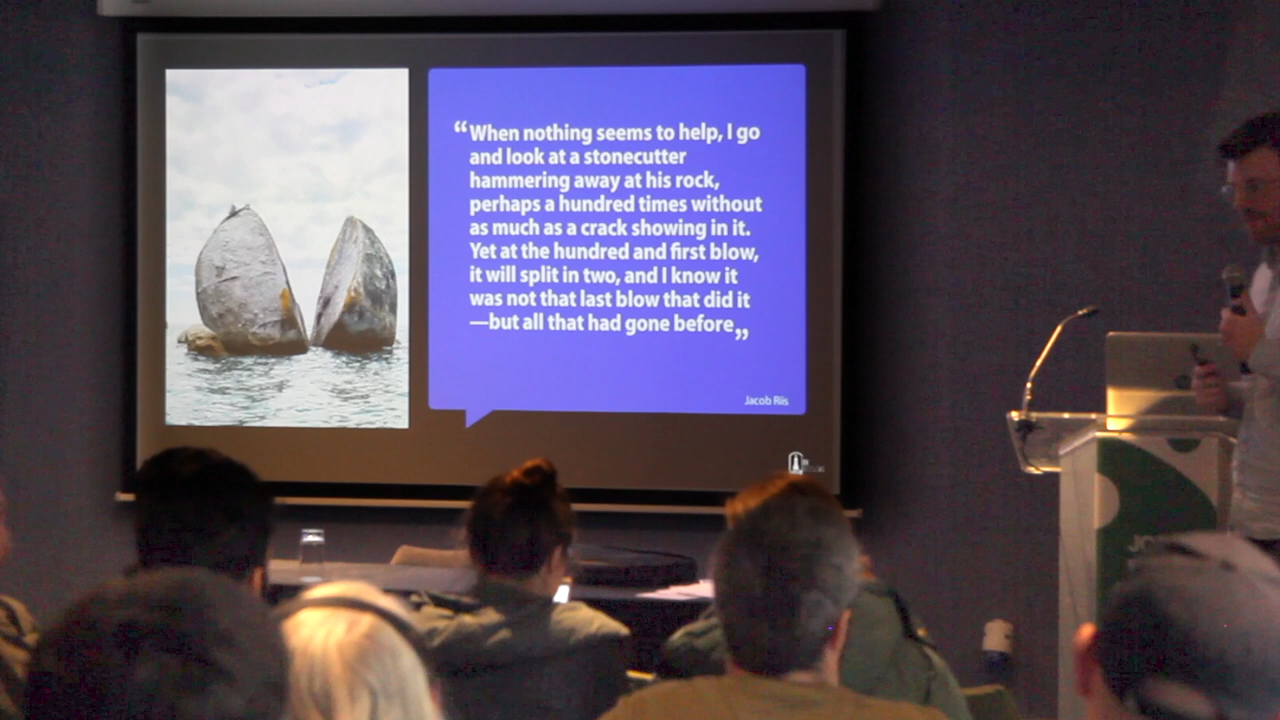 “When nothing seems to help, I go
and look at a stonecutter
hammering away at his rock,
perhaps a hundred times without
as much as a crack showing in it.
Yet at the hundred and first blow,
it will split in two, and I know it
was not that last blow that did it
—but all that had gone before„
Jacob Riis